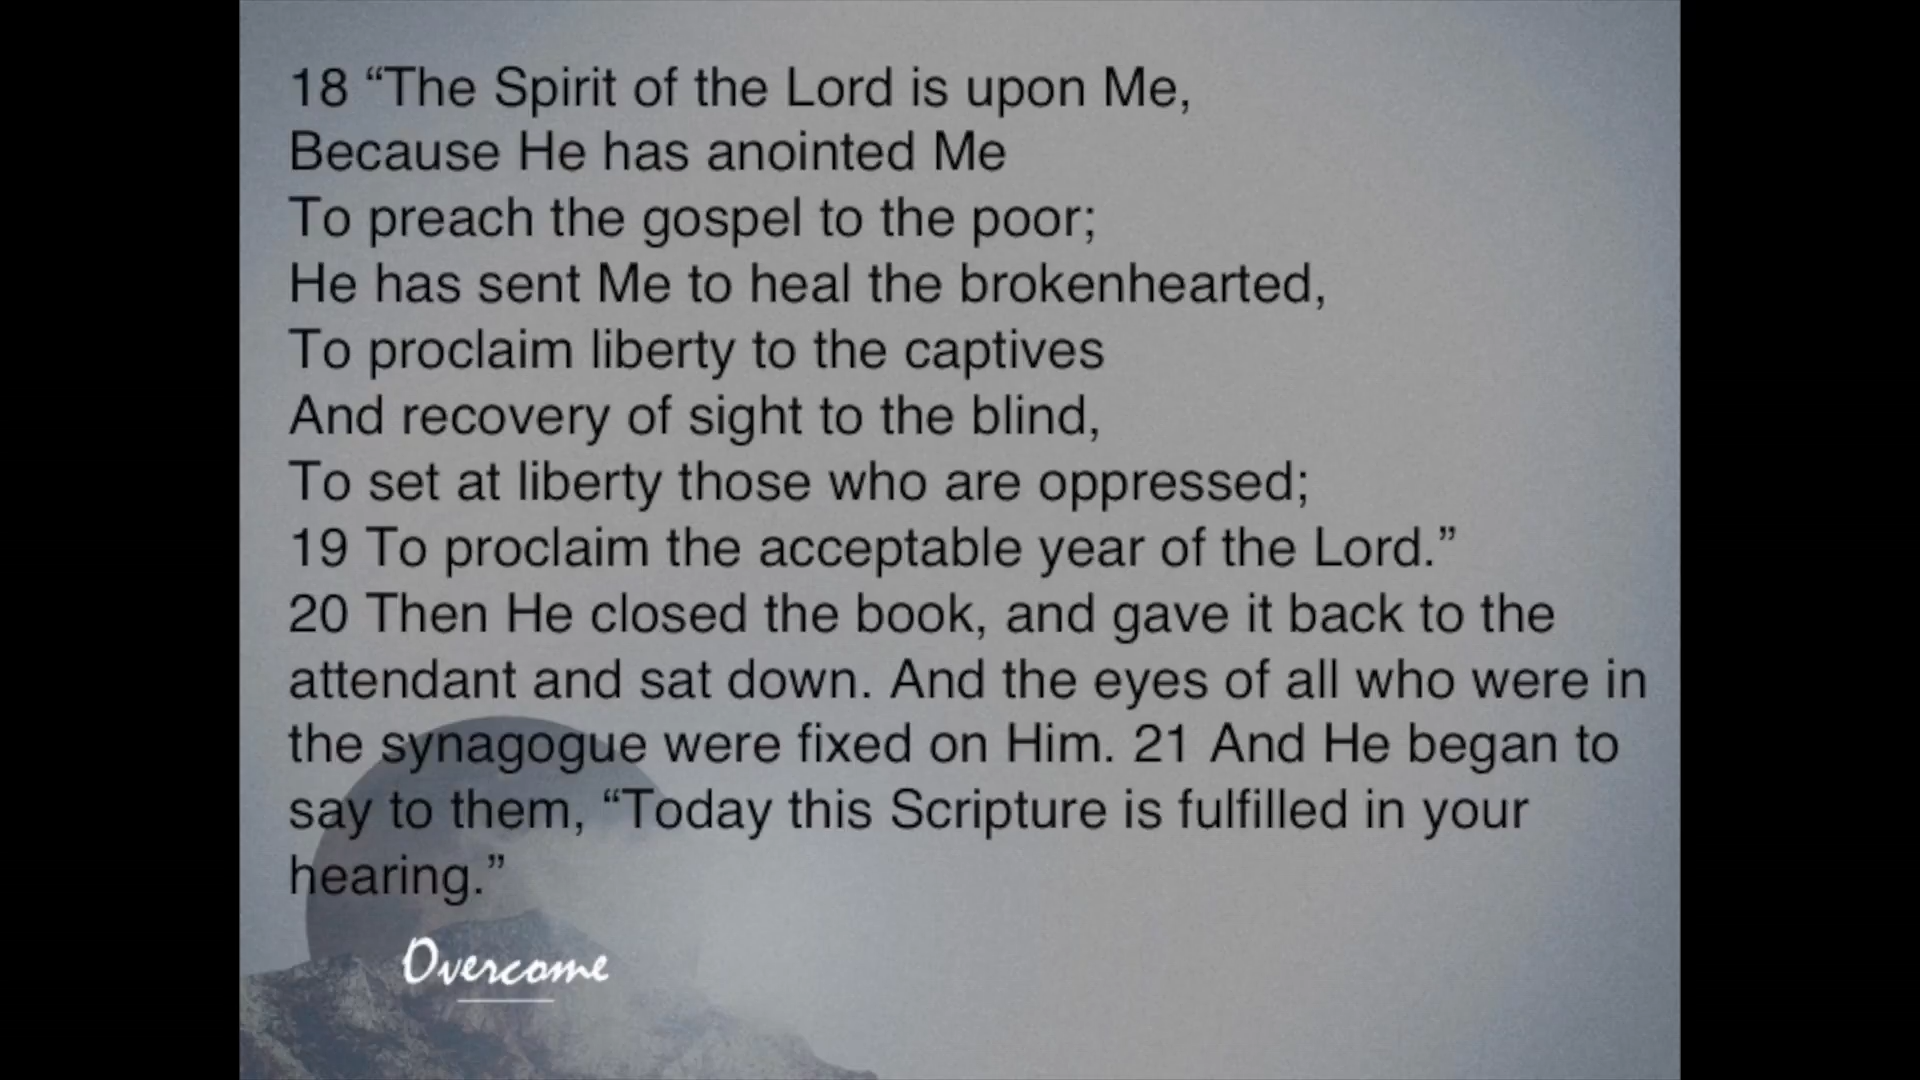 18 “The Spirit of the Lord is upon Me,
Because He has anointed Me
To preach the gospel to the poor;
He has sent Me to heal the brokenhearted,
To proclaim liberty to the captives
And recovery of sight to the blind,
To set at liberty those who are oppressed;
19 To proclaim the acceptable year of the Lord.”
20 Then He closed the book, and gave it back to the
attendant and sat down. And the eyes of all who were in
the synagogue were fixed on Him. 21 And He began to
say to them, “Today this Scripture is fulfilled in your
hearing.”
Overcome